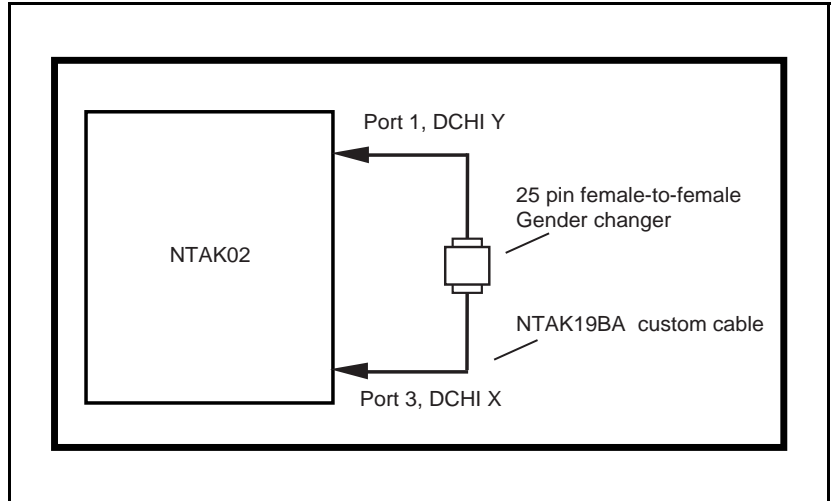 Port 1, DCHI Y
25 pin female-to-female
Gender changer
NTAK02
NTAK19BA custom cable
Port 3, DCHI X